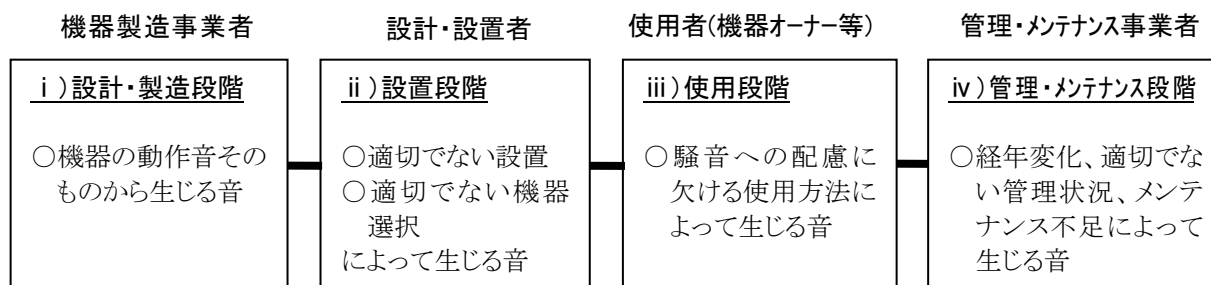 機器製造事業者
設計・設置者
使用者(機器オーナー等)
管理・メンテナンス事業者
ⅰ)設計・製造段階
○機器の動作音その
ものから生じる音
ⅱ)設置段階
○適切でない設置
○適切でない機器
選択
によって生じる音
ⅲ)使用段階
○騒音への配慮に
欠ける使用方法に
よって生じる音
ⅳ)管理・メンテナンス段階
○経年変化、適切でな
い管理状況、メンテ
ナンス不足によって
生じる音